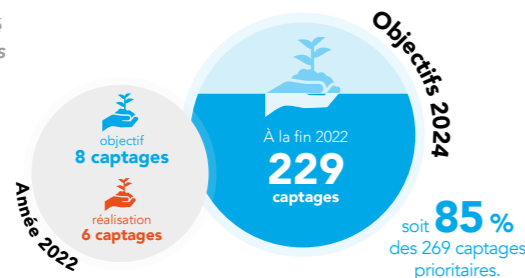 objectif
8 captages
réalisation
6 captages
Année 2022
À la fin 2022
229
captages
Objectifs 2024
soit 85 %
des 269 captages
prioritaires.